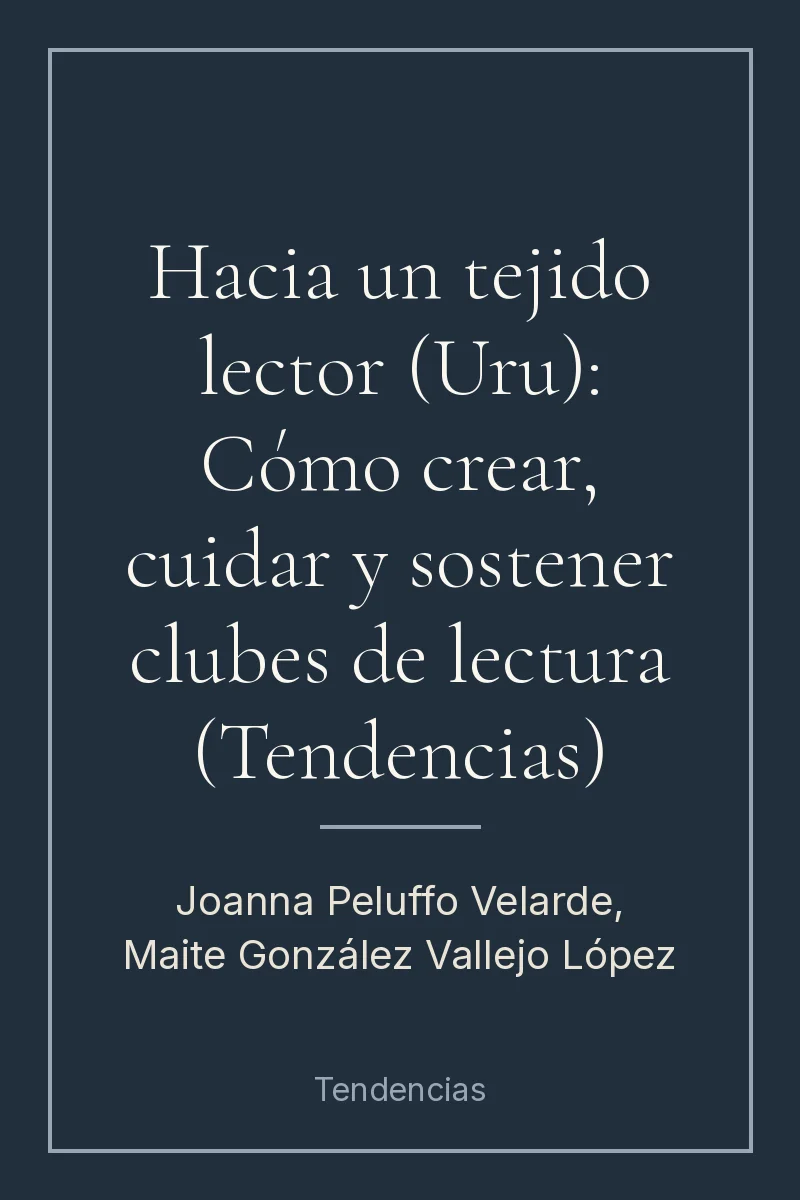 Hacia un tejido
lector (Uru):
Cómo crear,
cuidar y sostener
clubes de lectura
(Tendencias)
Joanna Peluffo Velarde,
Maite González Vallejo López
Tendencias